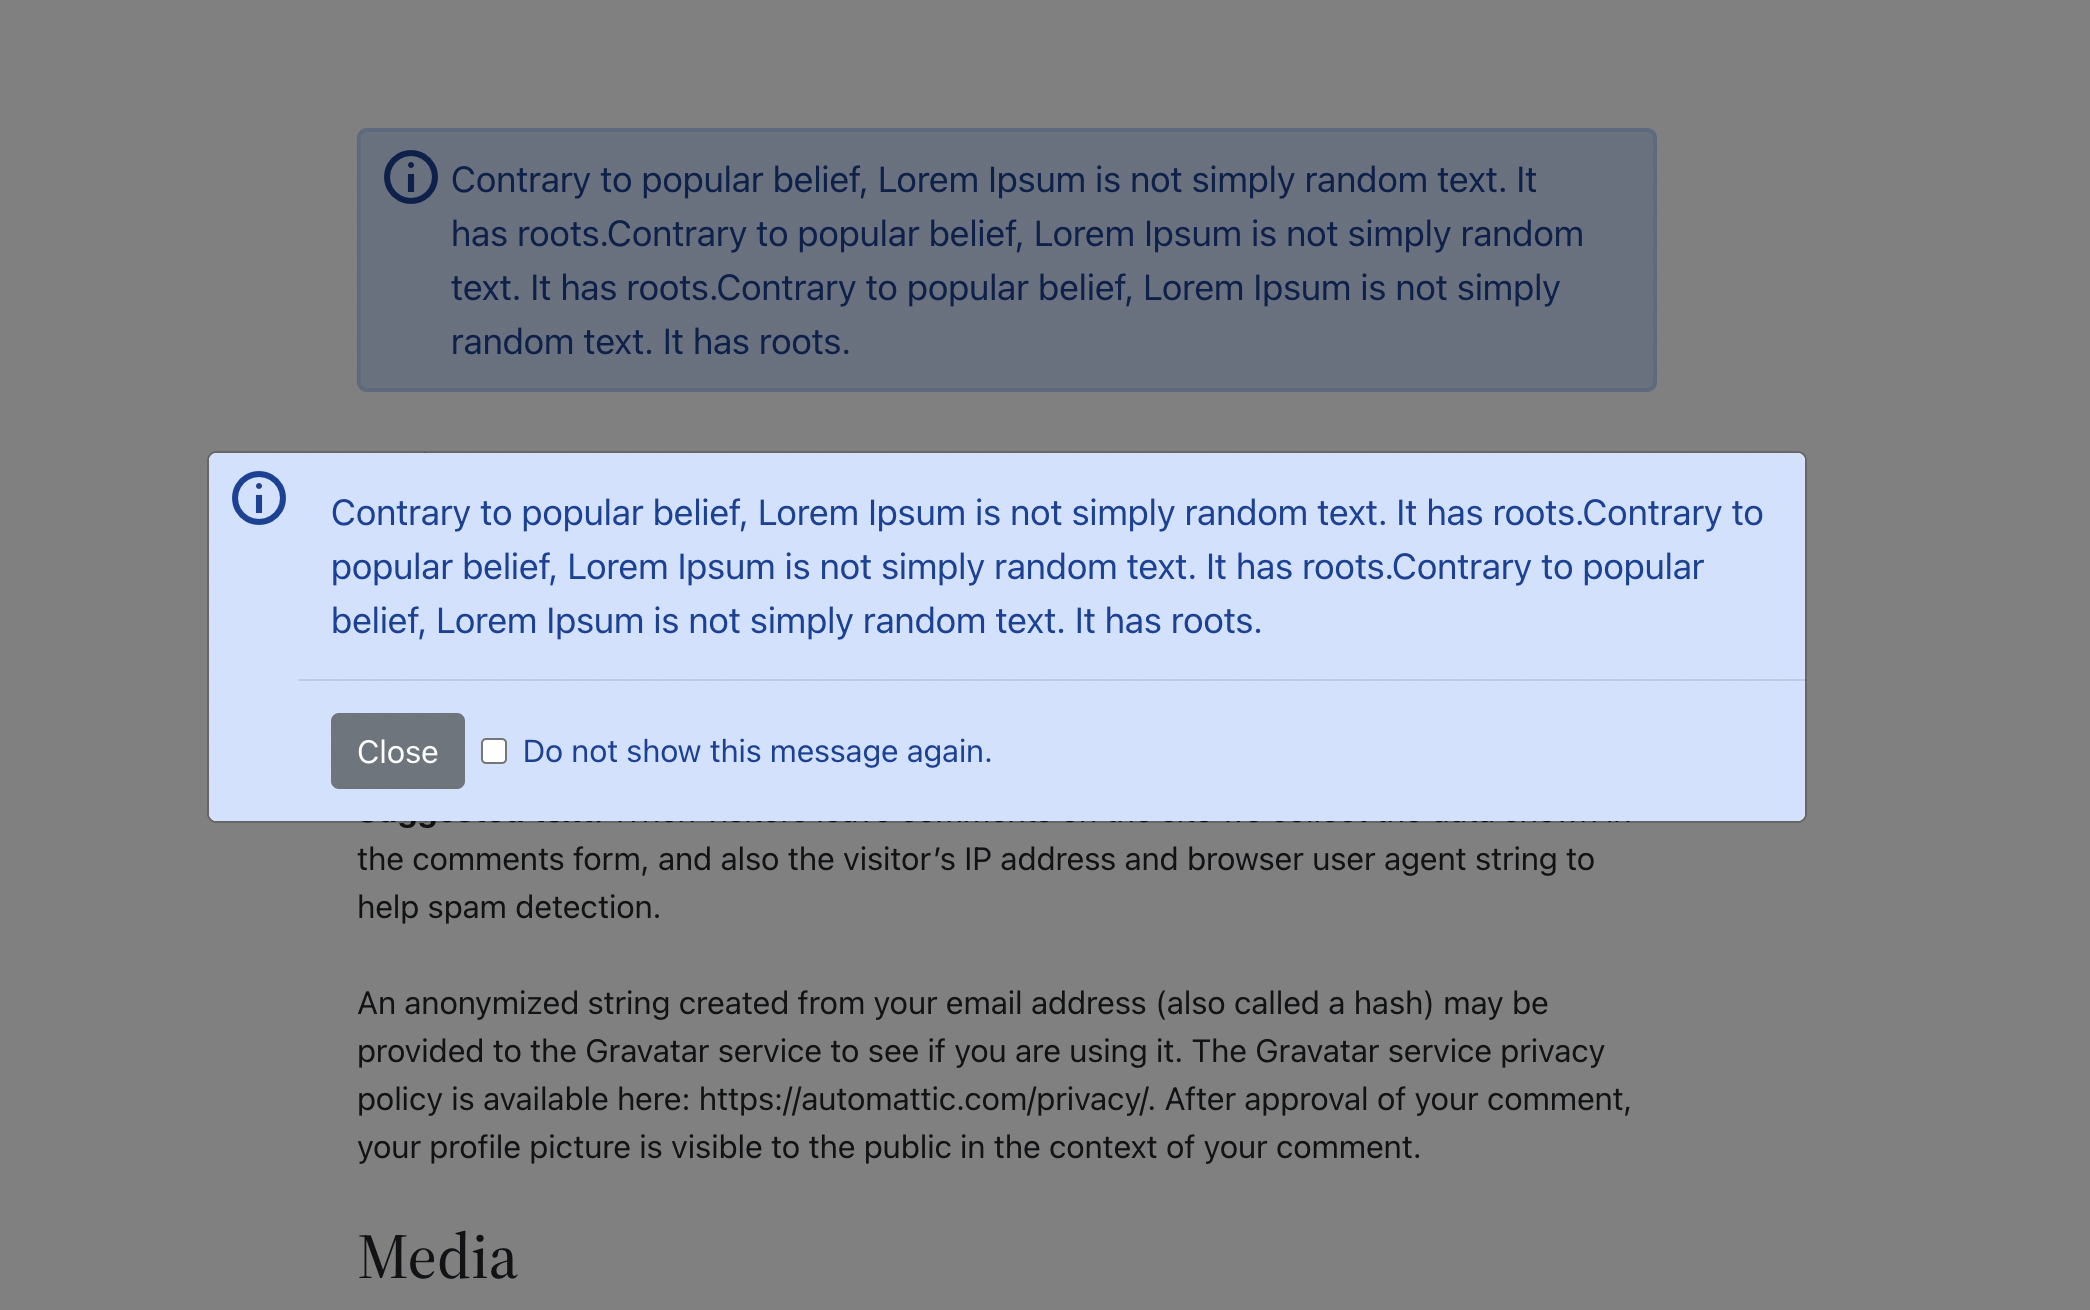 Contrary to popular belief, Lorem Ipsum is not simply random text. It
has roots.Contrary to popular belief, Lorem Ipsum is not simply random
text. It has roots.Contrary to popular belief, Lorem Ipsum is not simply
random text. It has roots.
Contrary to popular belief, Lorem Ipsum is not simply random text. It has roots.Contrary to
popular belief, Lorem Ipsum is not simply random text. It has roots.Contrary to popular
belief, Lorem Ipsum is not simply random text. It has roots.
Close
Do not show this message again.
the comments form, and also the visitor’s IP address and browser user agent string to
help spam detection.
An anonymized string created from your email address (also called a hash) may be
provided to the Gravatar service to see if you are using it. The Gravatar service privacy
policy is available here: https://automattic.com/privacy/. After approval of your comment,
your profile picture is visible to the public in the context of your comment.
Media